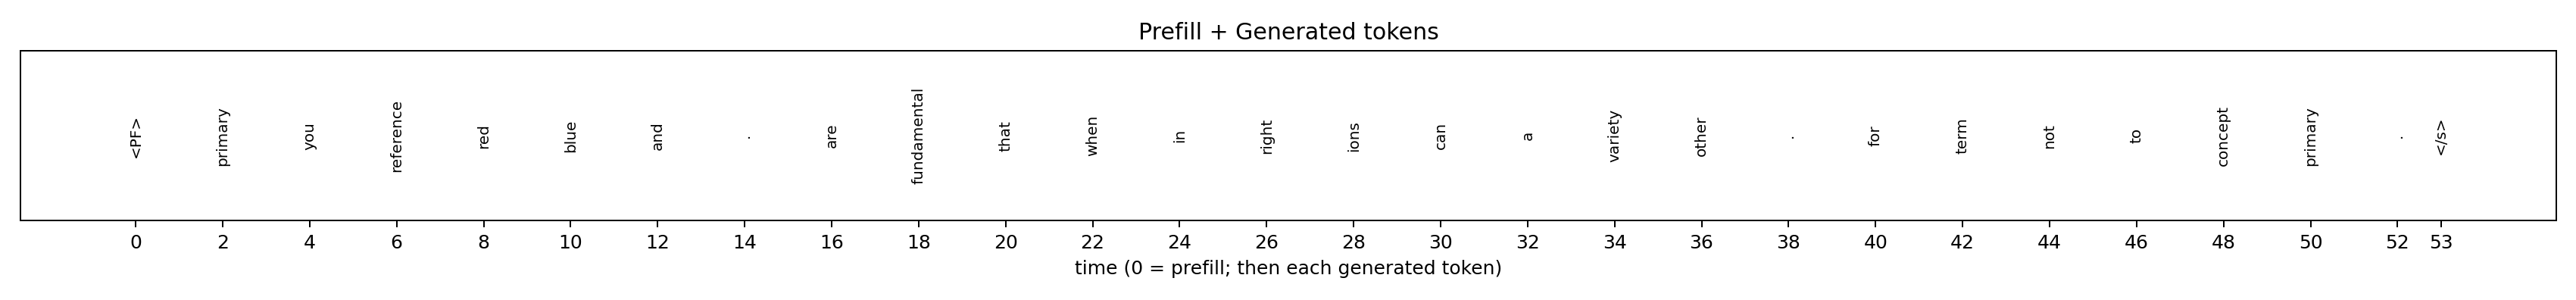 Prefill + Generated tokens
<PF> primary you reference red blue and . are fundamental that when in right ions can a variety other . for term not to concept primary . </s>
0 2 4 6 8 10 12 14 16 18 20 22 24 26 28 30 32 34 36 38 40 42 44 46 48 50 52 53
time (0 = prefill; then each generated token)